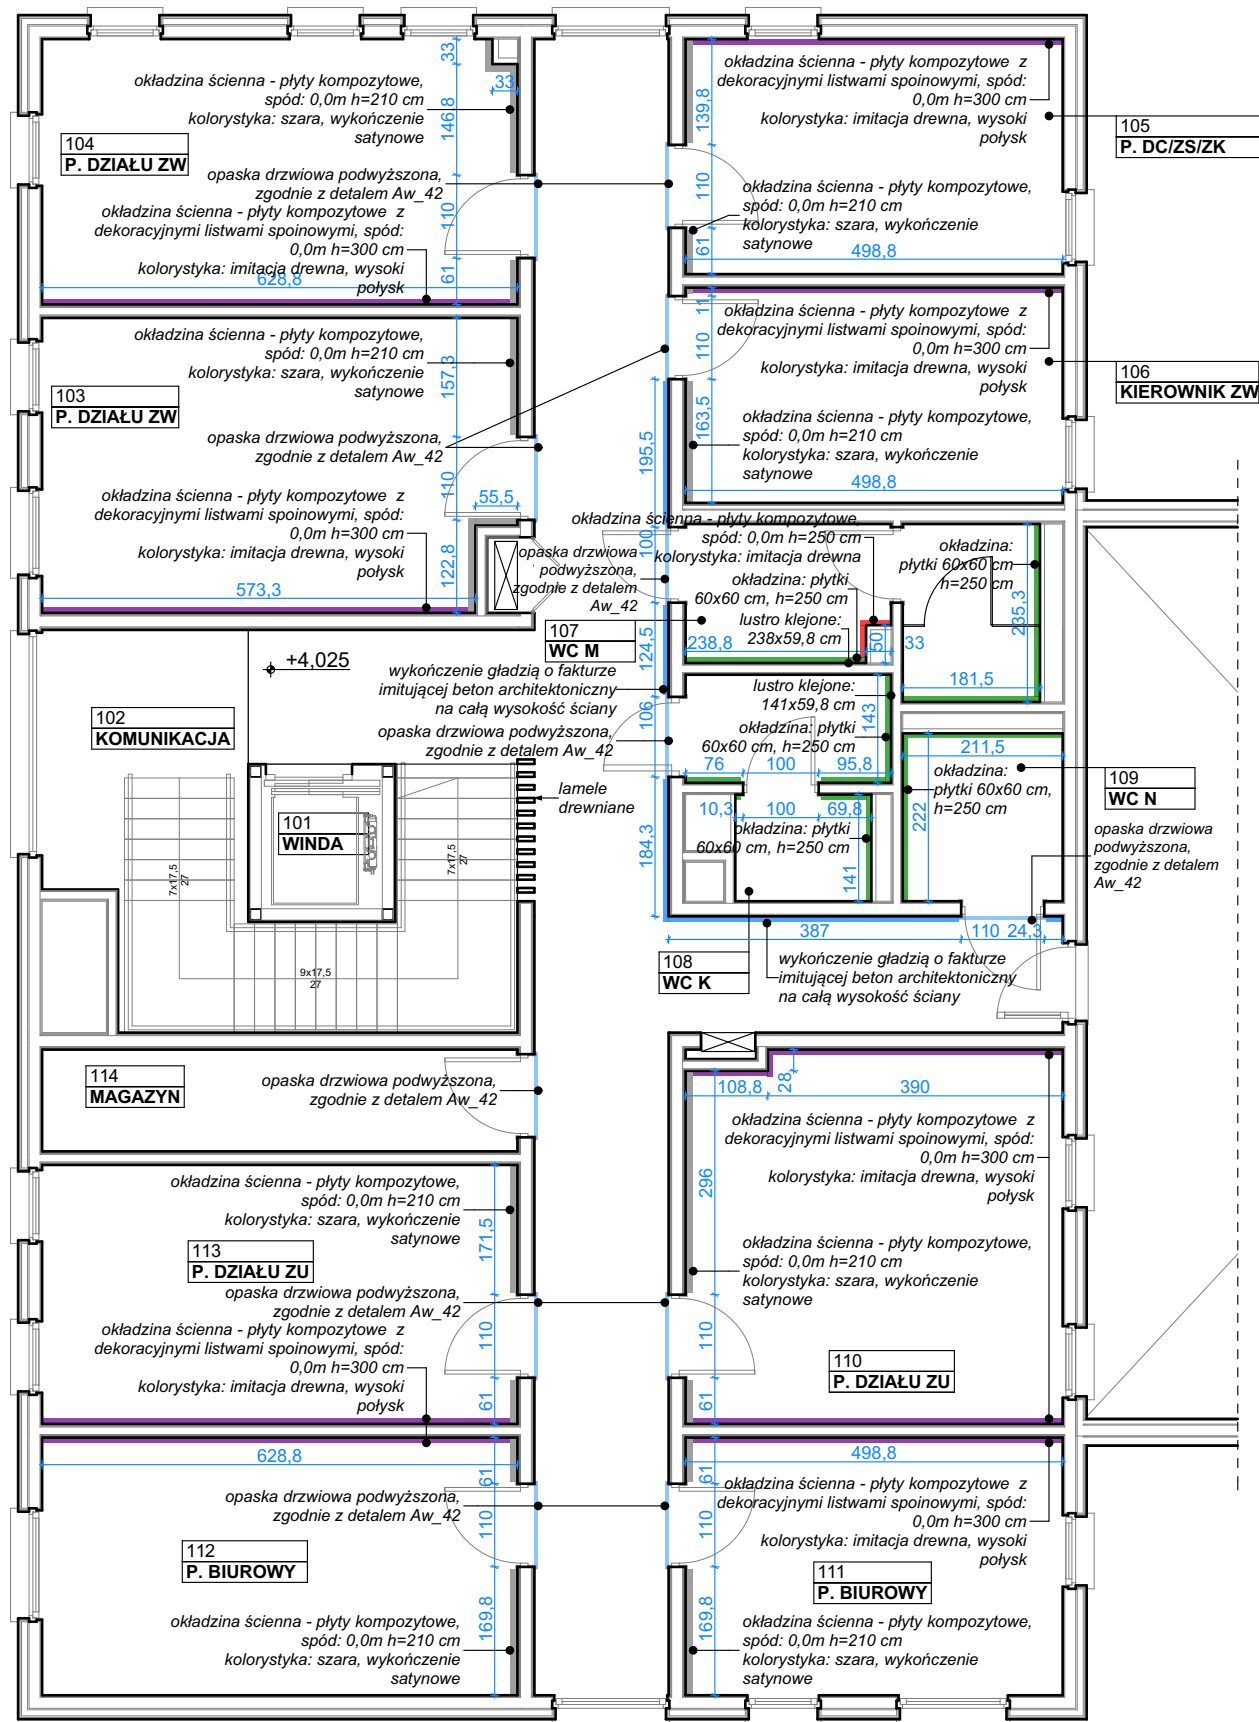 okładzina ścienna - płyty kompozytowe,
spód: 0,0m h=210 cm
kolorystyka: szara, wykończenie
satynowe
33
33
146,8
104
P. DZIAŁU ZW
opaska drzwiowa podwyższona,
zgodnie z detalem Aw_42
okładzina ścienna - płyty kompozytowe z
dekoracyjnymi listwami spoinowymi, spód:
0,0m h=300 cm
kolorystyka: imitacja drewna, wysoki
połysk
110
61
628,8
139,8
okładzina ścienna - płyty kompozytowe z
dekoracyjnymi listwami spoinowymi, spód:
0,0m h=300 cm
kolorystyka: imitacja drewna, wysoki
połysk
105
P. DC/ZS/ZK
110
okładzina ścienna - płyty kompozytowe,
spód: 0,0m h=210 cm
kolorystyka: szara, wykończenie
satynowe
61
498,8
okładzina ścienna - płyty kompozytowe,
spód: 0,0m h=210 cm
kolorystyka: szara, wykończenie
satynowe
157,3
103
P. DZIAŁU ZW
opaska drzwiowa podwyższona,
zgodnie z detalem Aw_42
okładzina ścienna - płyty kompozytowe z
dekoracyjnymi listwami spoinowymi, spód:
0,0m h=300 cm
kolorystyka: imitacja drewna, wysoki
połysk
110
55,5
122,8
573,3
11
okładzina ścienna - płyty kompozytowe z
dekoracyjnymi listwami spoinowymi, spód:
0,0m h=300 cm
kolorystyka: imitacja drewna, wysoki
połysk
110
106
KIEROWNIK ZW
163,5
195,5
okładzina ścienna - płyty kompozytowe,
spód: 0,0m h=210 cm
kolorystyka: szara, wykończenie
satynowe
498,8
okładzina ścienna - płyty kompozytowe,
spód: 0,0m h=250 cm
kolorystyka: imitacja drewna
opaska drzwiowa
podwyższona,
zgodnie z detalem
Aw_42
100
okładzina: płytki
60x60 cm, h=250 cm
lustro klejone:
238x59,8 cm
okładzina:
płytki 60x60 cm
h=250 cm
235,3
107
WC M
124,5
238,8
50
33
181,5
+4,025
wykończenie gładzią o fakturze
imitującej beton architektoniczny
na całą wysokość ściany
106
opaska drzwiowa podwyższona,
zgodnie z detalem Aw_42
lustro klejone:
141x59,8 cm
143
okładzina: płytki
60x60 cm, h=250 cm
76
100
95,8
102
KOMUNIKACJA
211,5
okładzina:
płytki 60x60 cm,
h=250 cm
222
109
WC N
lamele
drewniane
101
WINDA
7x17,5
27
7x17,5
27
9x17,5
27
10,3
100
69,8
okładzina: płytki
60x60 cm, h=250 cm
184,3
141
opaska drzwiowa
podwyższona,
zgodnie z detalem
Aw_42
387
110
24,3
108
WC K
wykończenie gładzią o fakturze
imitującej beton architektoniczny
na całą wysokość ściany
114
MAGAZYN
opaska drzwiowa podwyższona,
zgodnie z detalem Aw_42
108,8
28
390
okładzina ścienna - płyty kompozytowe z
dekoracyjnymi listwami spoinowymi, spód:
0,0m h=300 cm
kolorystyka: imitacja drewna, wysoki
połysk
296
okładzina ścienna - płyty kompozytowe,
spód: 0,0m h=210 cm
kolorystyka: szara, wykończenie
satynowe
171,5
113
P. DZIAŁU ZU
okładzina ścienna - płyty kompozytowe,
spód: 0,0m h=210 cm
kolorystyka: szara, wykończenie
satynowe
opaska drzwiowa podwyższona,
zgodnie z detalem Aw_42
okładzina ścienna - płyty kompozytowe z
dekoracyjnymi listwami spoinowymi, spód:
0,0m h=300 cm
kolorystyka: imitacja drewna, wysoki
połysk
110
61
110
61
110
P. DZIAŁU ZU
628,8
61
opaska drzwiowa podwyższona,
zgodnie z detalem Aw_42
110
112
P. BIUROWY
okładzina ścienna - płyty kompozytowe,
spód: 0,0m h=210 cm
kolorystyka: szara, wykończenie
satynowe
169,8
498,8
61
okładzina ścienna - płyty kompozytowe z
dekoracyjnymi listwami spoinowymi, spód:
0,0m h=300 cm
kolorystyka: imitacja drewna, wysoki
połysk
110
111
P. BIUROWY
169,8
okładzina ścienna - płyty kompozytowe,
spód: 0,0m h=210 cm
kolorystyka: szara, wykończenie
satynowe